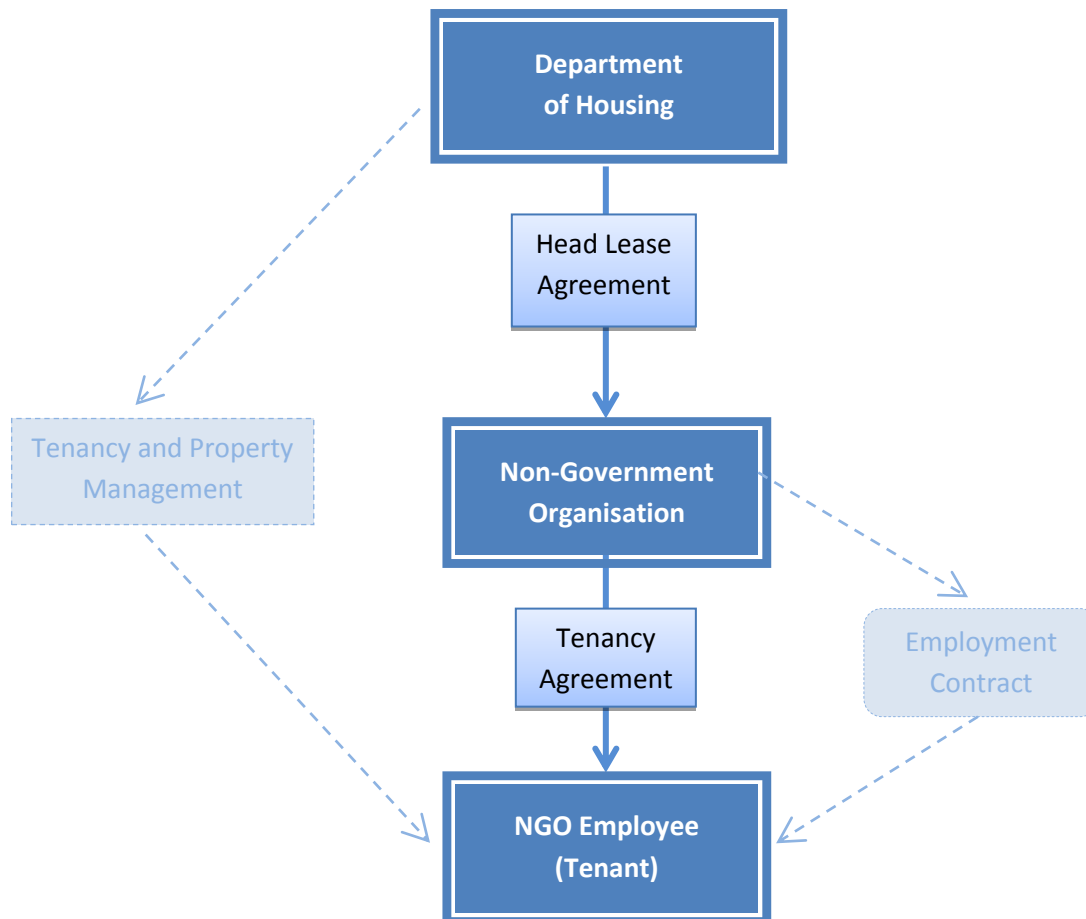 Department
of Housing
Head Lease
Agreement
Tenancy and Property
Management
Non-Government
Organisation
Tenancy
Agreement
Employment
Contract
NGO Employee
(Tenant)